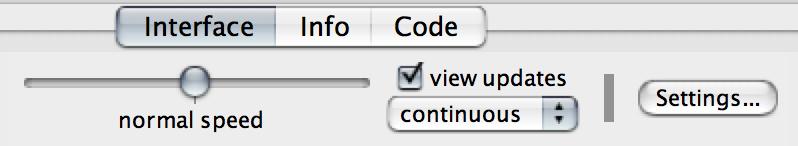 Interface Info Code
view updates
normal speed
continuous
Settings...